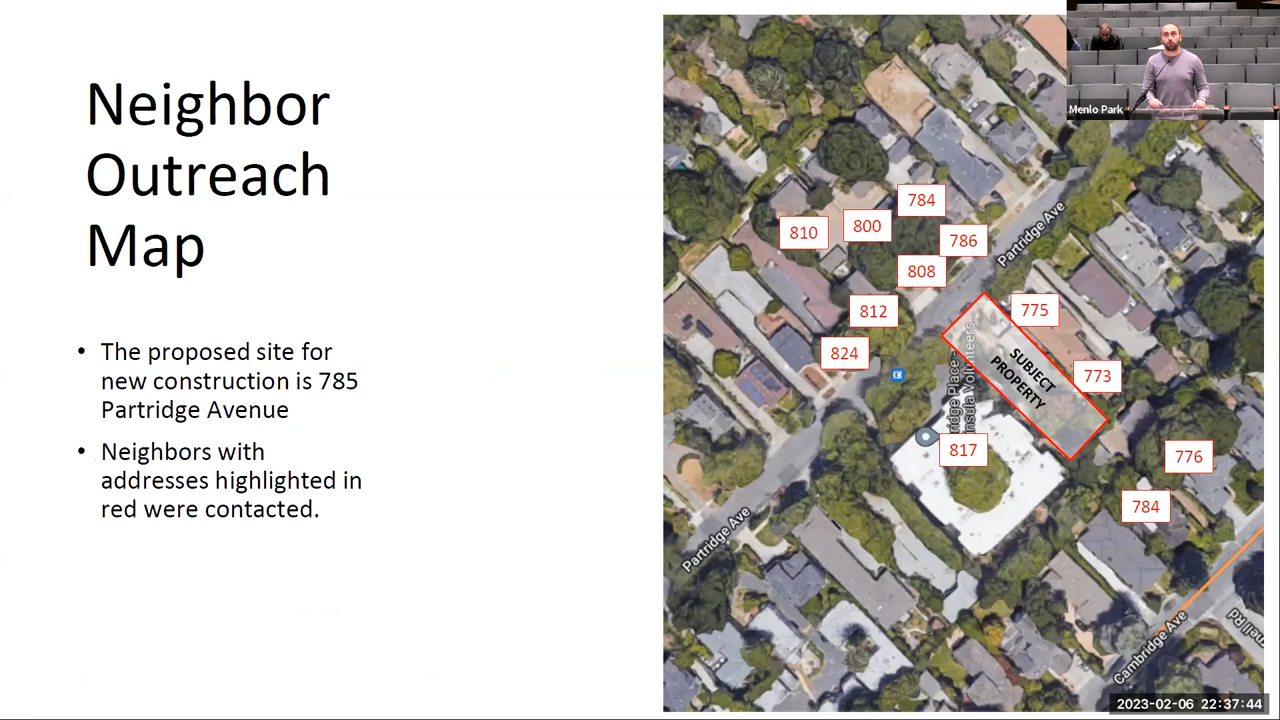 Neighbor
Outreach
Map
• The proposed site for
new construction is 785
Partridge Avenue
• Neighbors with
addresses highlighted in
red were contacted.
Menlo Park
784
810
800
786
Partridge Ave
808
812
775
824
SUBJECT
PROPERTY
773
817
776
784
Partridge Ave
Cambridge Ave
2023-02-06 22:37:44